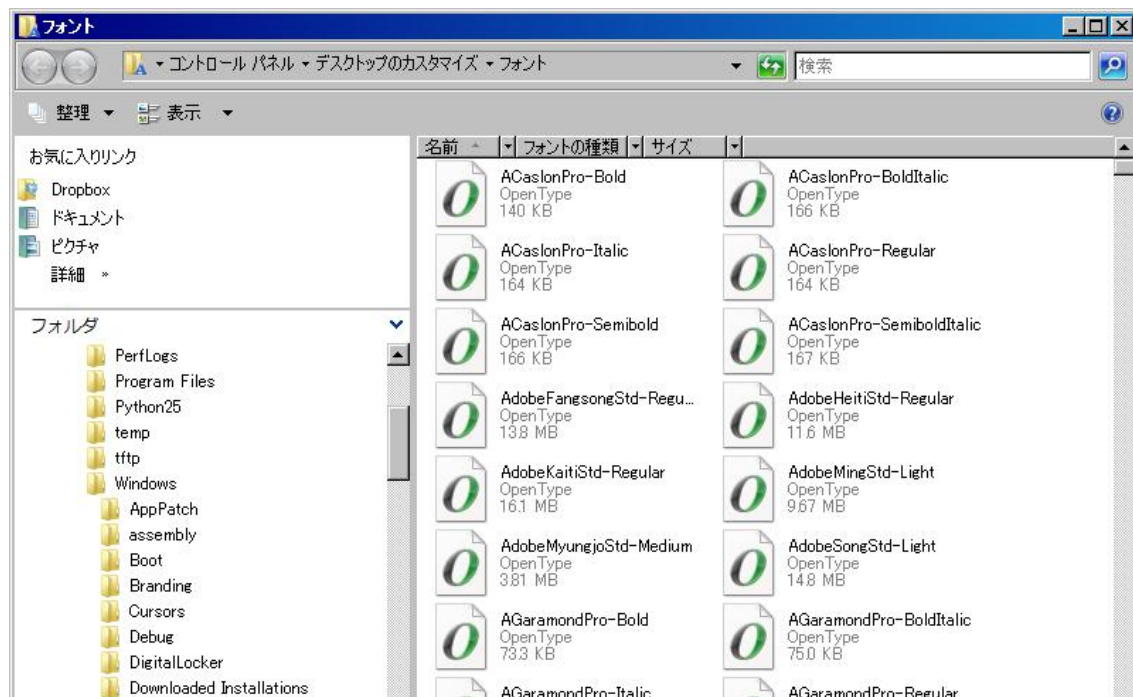 フォント
コントロール パネル ▾ デスクトップのカスタマイズ ▾ フォント
検索
整理 ▼ 表示 ▼
お気に入りリンク
Dropbox
ドキュメント
ピクチャ
詳細 »
フォルダ
PerfLogs
Program Files
Python25
temp
tftp
Windows
AppPatch
assembly
Boot
Branding
Cursors
Debug
DigitalLocker
Downloaded Installations
名前 フォントの種類 サイズ
ACaslonPro-Bold
OpenType
140 KB
ACaslonPro-BoldItalic
OpenType
166 KB
ACaslonPro-Italic
OpenType
164 KB
ACaslonPro-Regular
OpenType
164 KB
ACaslonPro-Semibold
OpenType
166 KB
ACaslonPro-SemiboldItalic
OpenType
167 KB
AdobeFangsongStd-Regu...
OpenType
13.8 MB
AdobeHeitiStd-Regular
OpenType
11.6 MB
AdobeKaitiStd-Regular
OpenType
16.1 MB
AdobeMingStd-Light
OpenType
9.67 MB
AdobeMyungjoStd-Medium
OpenType
3.81 MB
AdobeSongStd-Light
OpenType
14.8 MB
AGaramondPro-Bold
OpenType
73.3 KB
AGaramondPro-BoldItalic
OpenType
75.0 KB
AGaramondPro-Italic
AGaramondPro-Regular